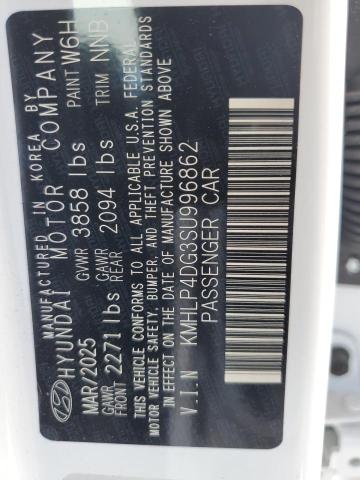 MANUFACTURED IN KOREA BY
HYUNDAI MOTOR COMPANY
MAR/2025 GVWR 3858 lbs PAINT W6H
GAWR FRONT 2271 lbs GAWR REAR 2094 lbs TRIM NNB
THIS VEHICLE CONFORMS TO ALL APPLICABLE U.S.A. FEDERAL
MOTOR VEHICLE SAFETY, BUMPER, AND THEFT PREVENTION STANDARDS
IN EFFECT ON THE DATE OF MANUFACTURE SHOWN ABOVE
V.I.N KMHLP4DG3SU996862
PASSENGER CAR